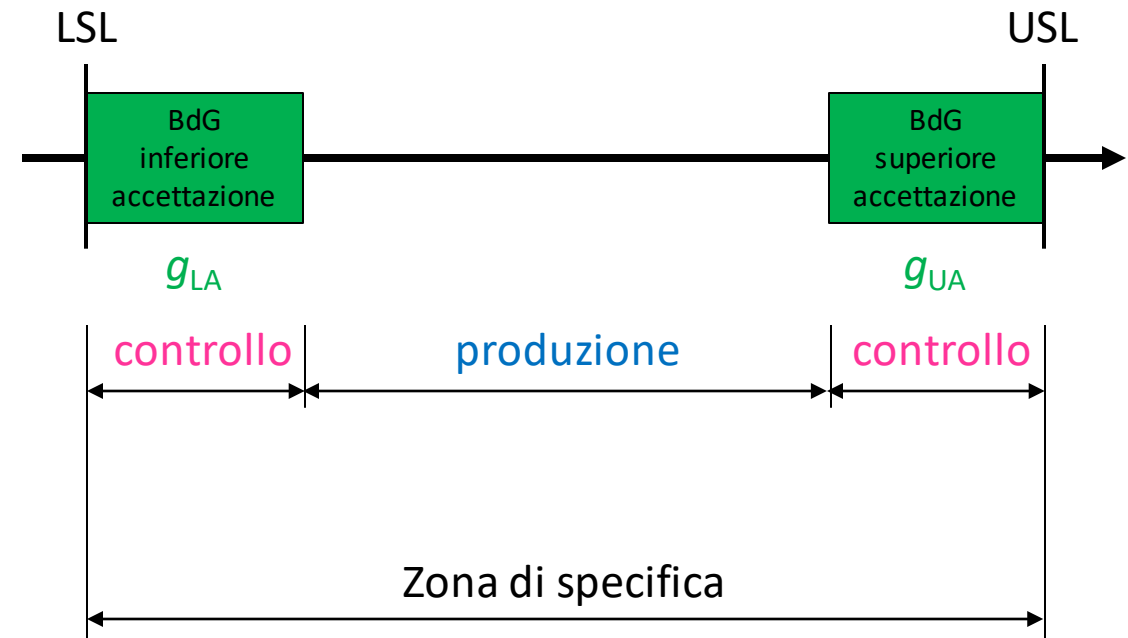 LSL
USL
BdG
inferiore
accettazione
BdG
superiore
accettazione
gLA
gUA
controllo
produzione
controllo
Zona di specifica